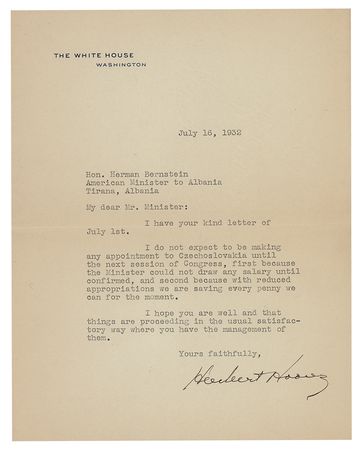 THE WHITE HOUSE
WASHINGTON
July 16, 1932
Hon. Herman Bernstein
American Minister to Albania
Tirana, Albania
My dear Mr. Minister:
I have your kind letter of
July 1st.
I do not expect to be making
any appointment to Czechoslovakia until
the next session of Congress, first because
the Minister could not draw any salary until
confirmed, and second because with reduced
appropriations we are saving every penny we
can for the moment.
I hope you are well and that
things are proceeding in the usual satisfac-
tory way where you have the management of
them.
Yours faithfully,
Herbert Hoover